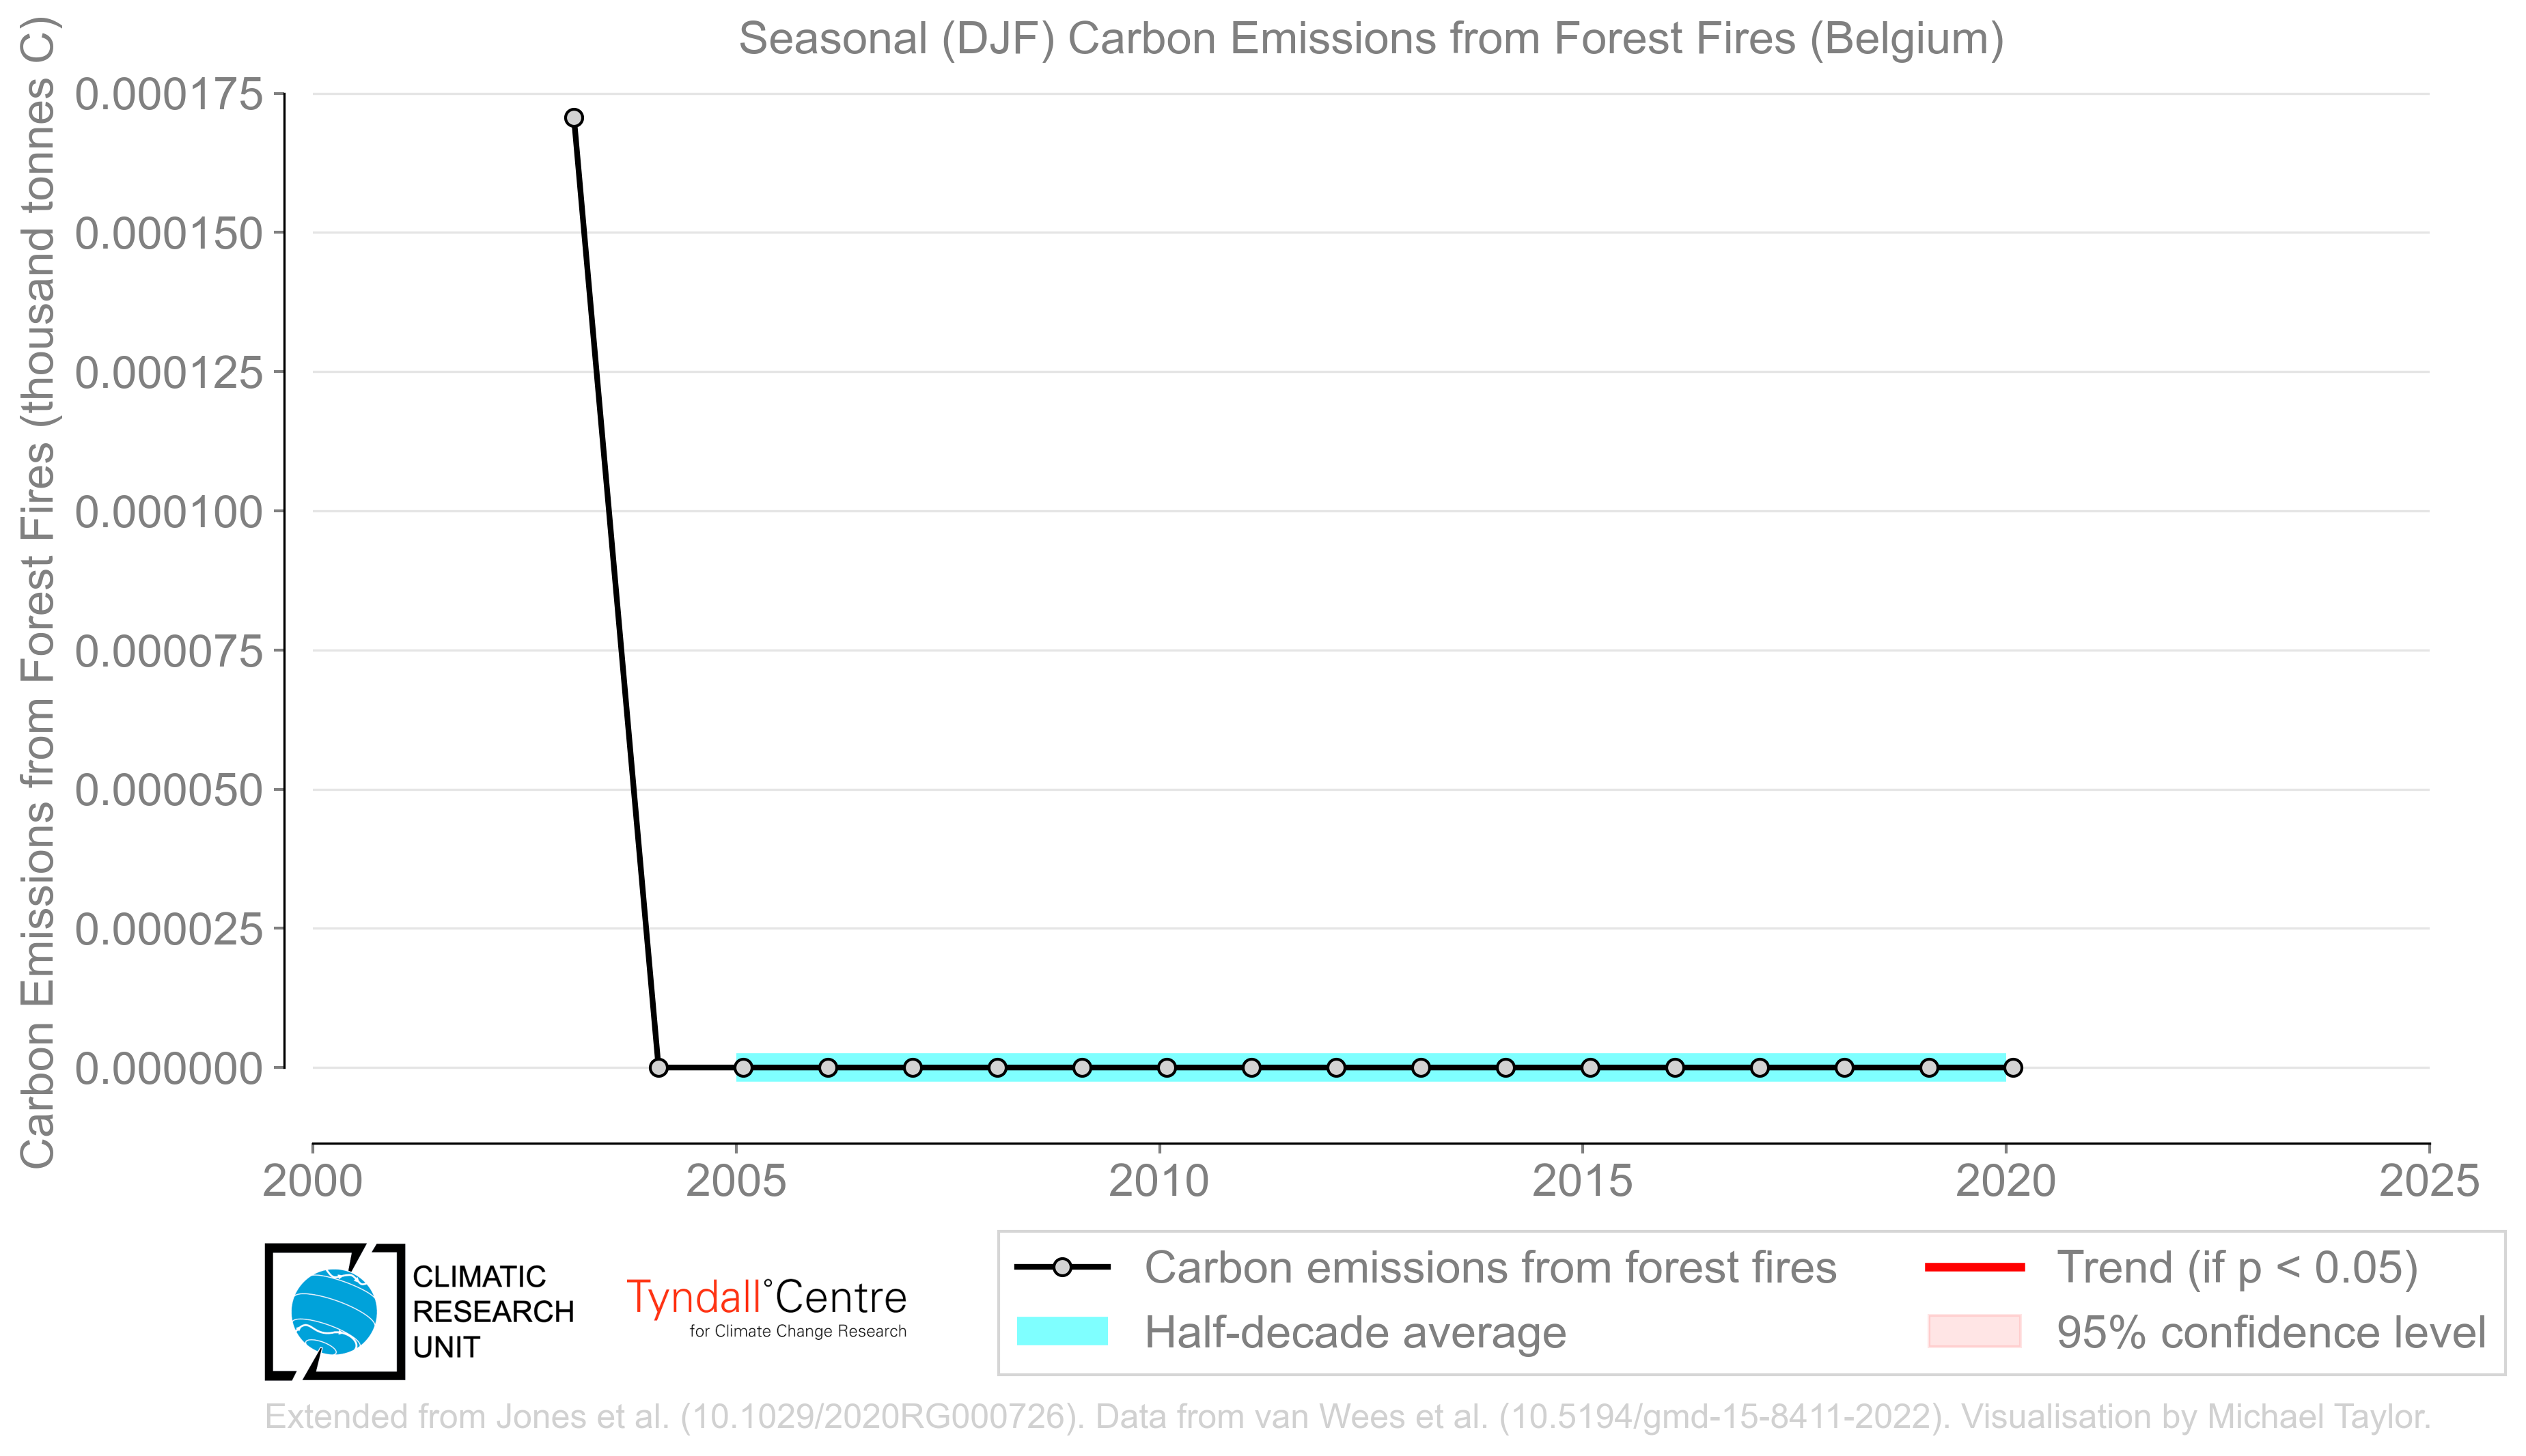 Seasonal (DJF) Carbon Emissions from Forest Fires (Belgium)
Carbon Emissions from Forest Fires (thousand tonnes C)
0.000175
0.000150
0.000125
0.000100
0.000075
0.000050
0.000025
0.000000
2000 2005 2010 2015 2020 2025
CLIMATIC
RESEARCH
UNIT
Tyndall°Centre
for Climate Change Research
Carbon emissions from forest fires
Half-decade average
Trend (if p < 0.05)
95% confidence level
Extended from Jones et al. (10.1029/2020RG000726). Data from van Wees et al. (10.5194/gmd-15-8411-2022). Visualisation by Michael Taylor.